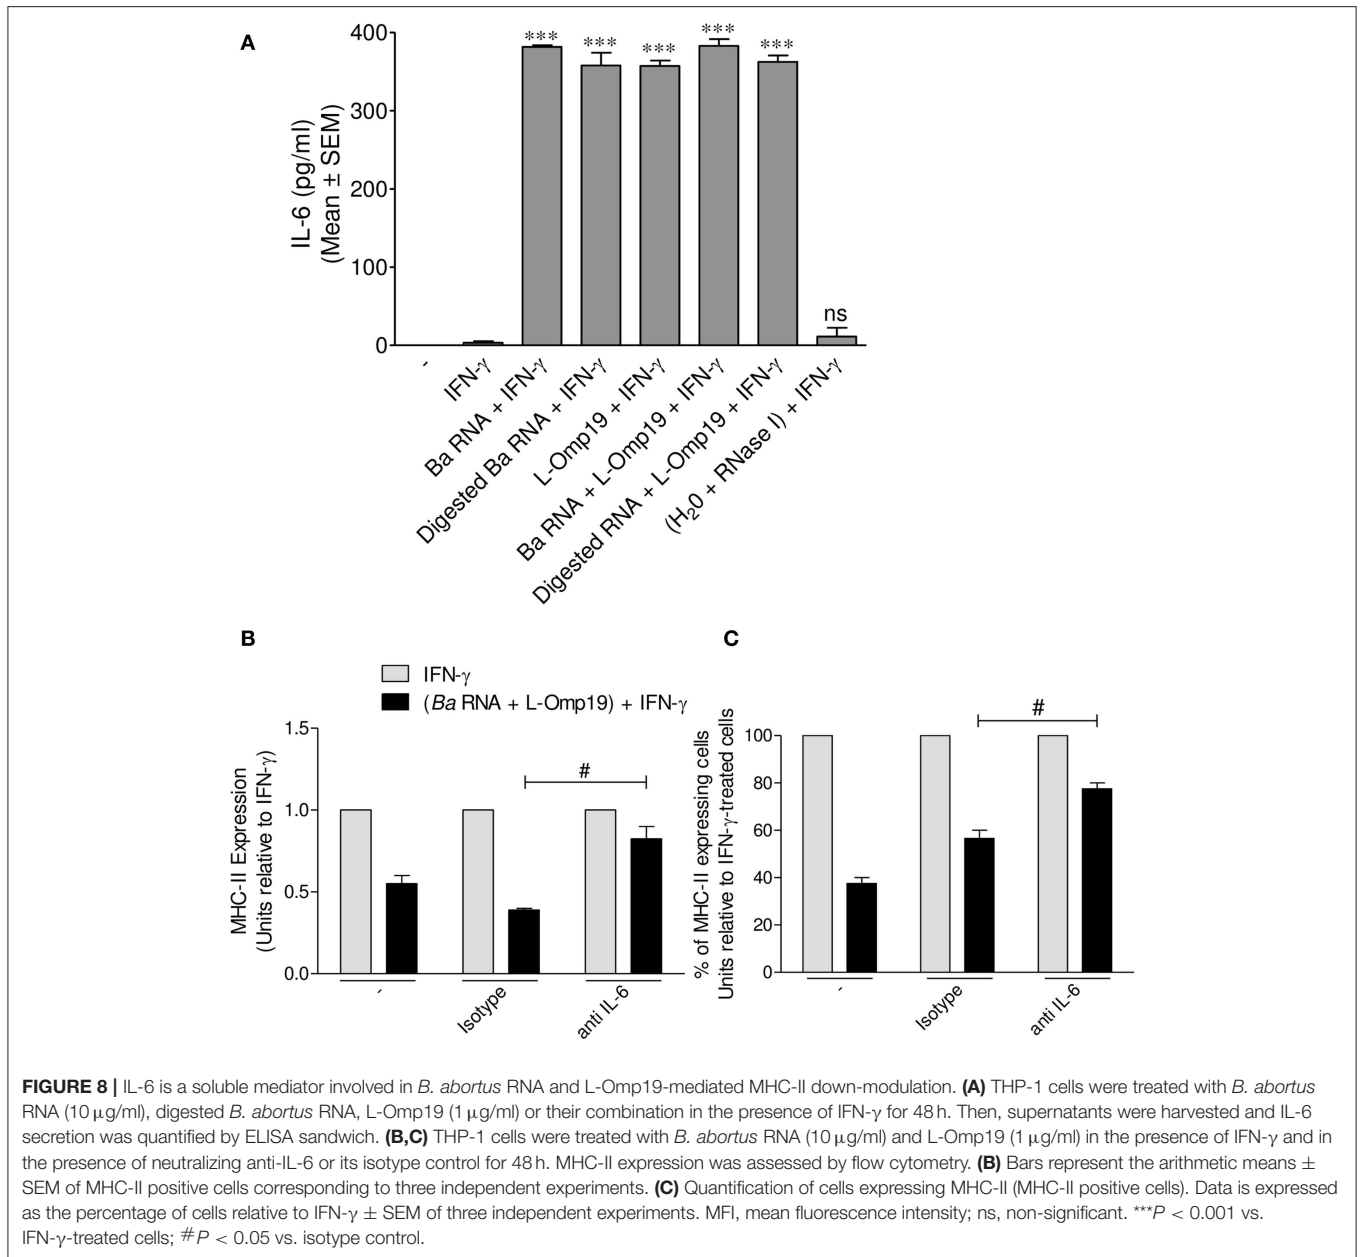 A
IL-6 (pg/ml)
(Mean ± SEM)
400
300
200
100
0
***
***
***
***
***
ns
-
IFN-γ
Ba RNA + IFN-γ
Digested Ba RNA + IFN-γ
L-Omp19 + IFN-γ
Ba RNA + L-Omp19 + IFN-γ
Digested RNA + L-Omp19 + IFN-γ
(H₂0 + RNase I) + IFN-γ
B
IFN-γ
(Ba RNA + L-Omp19) + IFN-γ
MHC-II Expression
(Units relative to IFN-γ)
1.5
1.0
0.5
0.0
#
-
Isotype
anti IL-6
C
% of MHC-II expressing cells
Units relative to IFN-γ-treated cells
100
80
60
40
20
0
#
-
Isotype
anti IL-6
FIGURE 8 | IL-6 is a soluble mediator involved in B. abortus RNA and L-Omp19-mediated MHC-II down-modulation. (A) THP-1 cells were treated with B. abortus
RNA (10 μg/ml), digested B. abortus RNA, L-Omp19 (1 μg/ml) or their combination in the presence of IFN-γ for 48 h. Then, supernatants were harvested and IL-6
secretion was quantified by ELISA sandwich. (B,C) THP-1 cells were treated with B. abortus RNA (10 μg/ml) and L-Omp19 (1 μg/ml) in the presence of IFN-γ and in
the presence of neutralizing anti-IL-6 or its isotype control for 48 h. MHC-II expression was assessed by flow cytometry. (B) Bars represent the arithmetic means ±
SEM of MHC-II positive cells corresponding to three independent experiments. (C) Quantification of cells expressing MHC-II (MHC-II positive cells). Data is expressed
as the percentage of cells relative to IFN-γ ± SEM of three independent experiments. MFI, mean fluorescence intensity; ns, non-significant. ***P < 0.001 vs.
IFN-γ-treated cells; #P < 0.05 vs. isotype control.